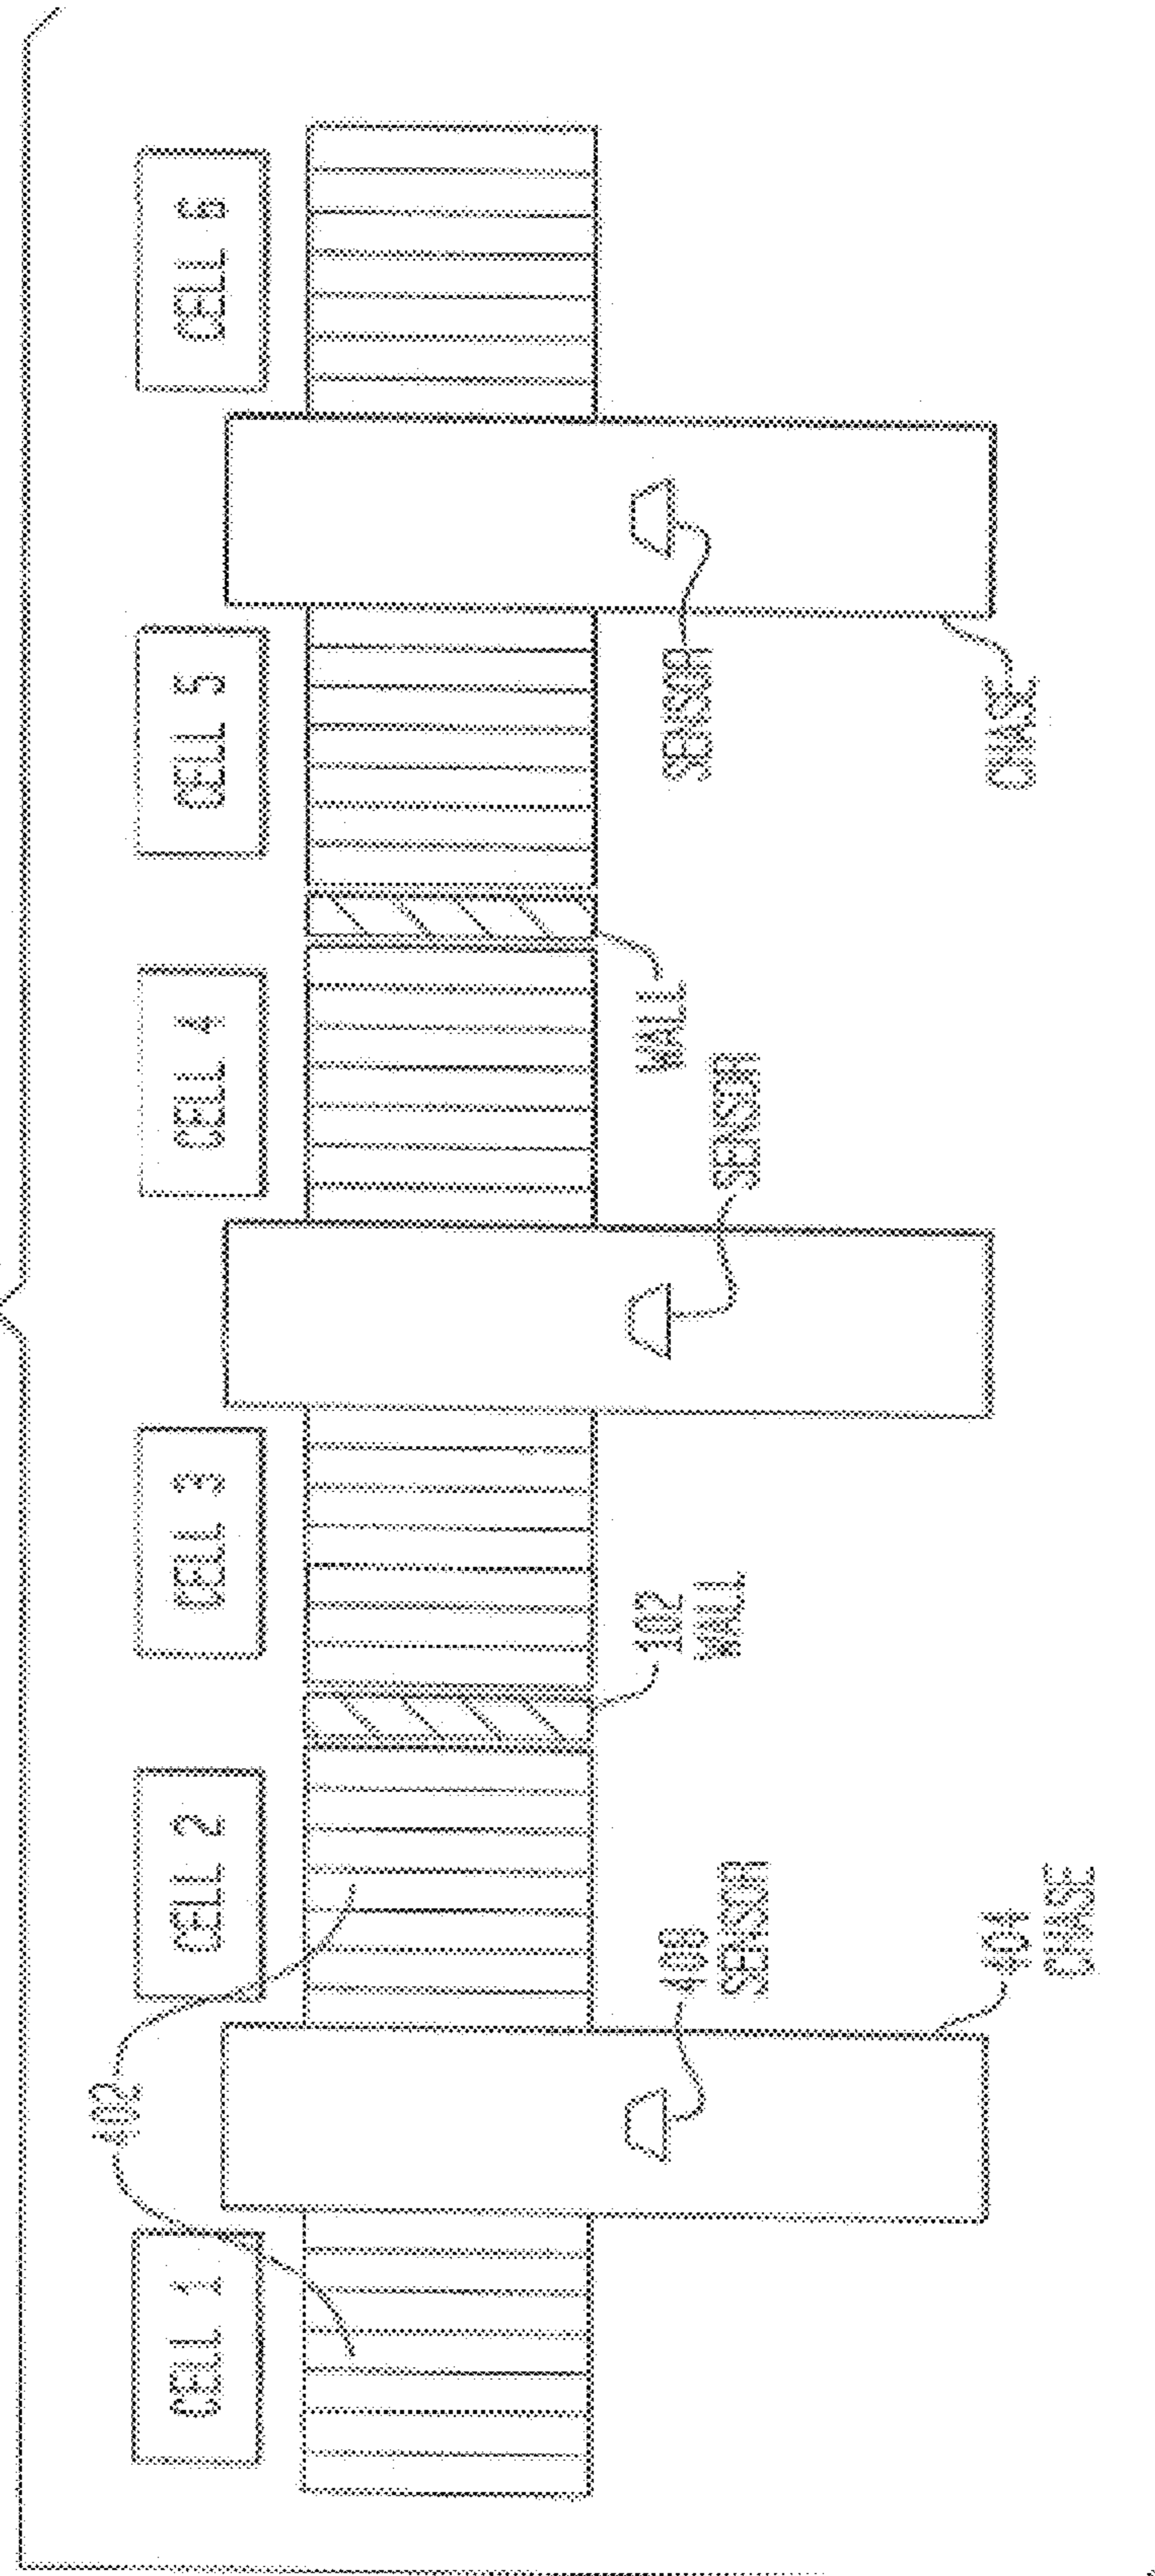 CELL 1
CELL 2
CELL 3
CELL 4
CELL 5
CELL 6
402
408
SENSOR
102
WALL
SENSOR
WALL
SENSOR
404
CHASE
CHASE